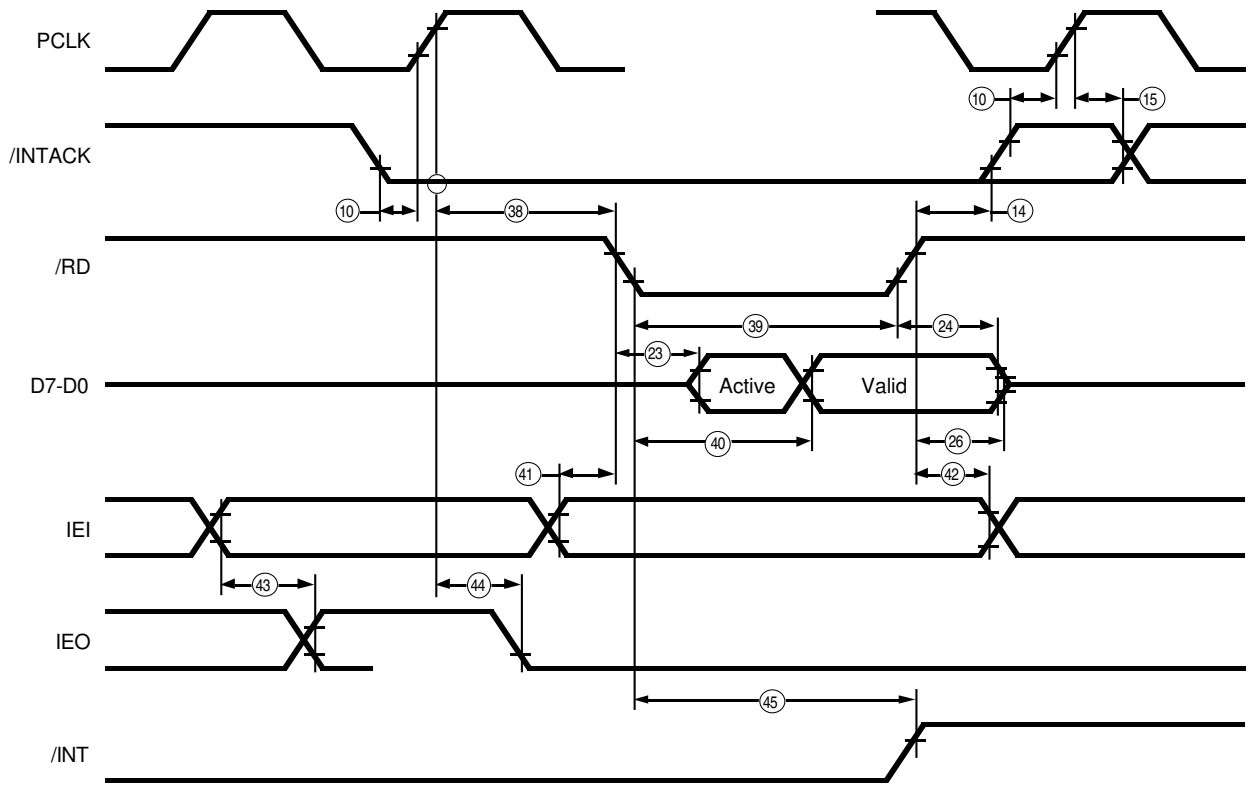 PCLK
10
15
/INTACK
10
38
14
/RD
39
24
23
D7-D0
Active
Valid
40
26
41
42
IEI
43
44
IEO
45
/INT